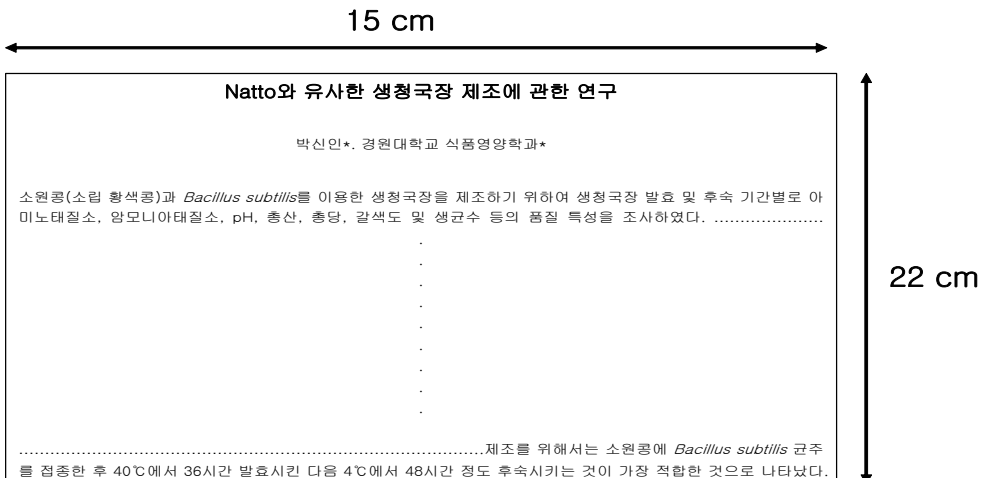 15 cm
Natto와 유사한 생청국장 제조에 관한 연구
박신인*. 경원대학교 식품영양학과*
소원콩(소립 황색콩)과 Bacillus subtilis를 이용한 생청국장을 제조하기 위하여 생청국장 발효 및 후숙 기간별로 아
미노태질소, 암모니아태질소, pH, 총산, 총당, 갈색도 및 생균수 등의 품질 특성을 조사하였다. .....................
.
.
.
.
.
.
.
.
.
22 cm
.........................................................................................제조를 위해서는 소원콩에 Bacillus subtilis 균주
를 접종한 후 40℃에서 36시간 발효시킨 다음 4℃에서 48시간 정도 후숙시키는 것이 가장 적합한 것으로 나타났다.